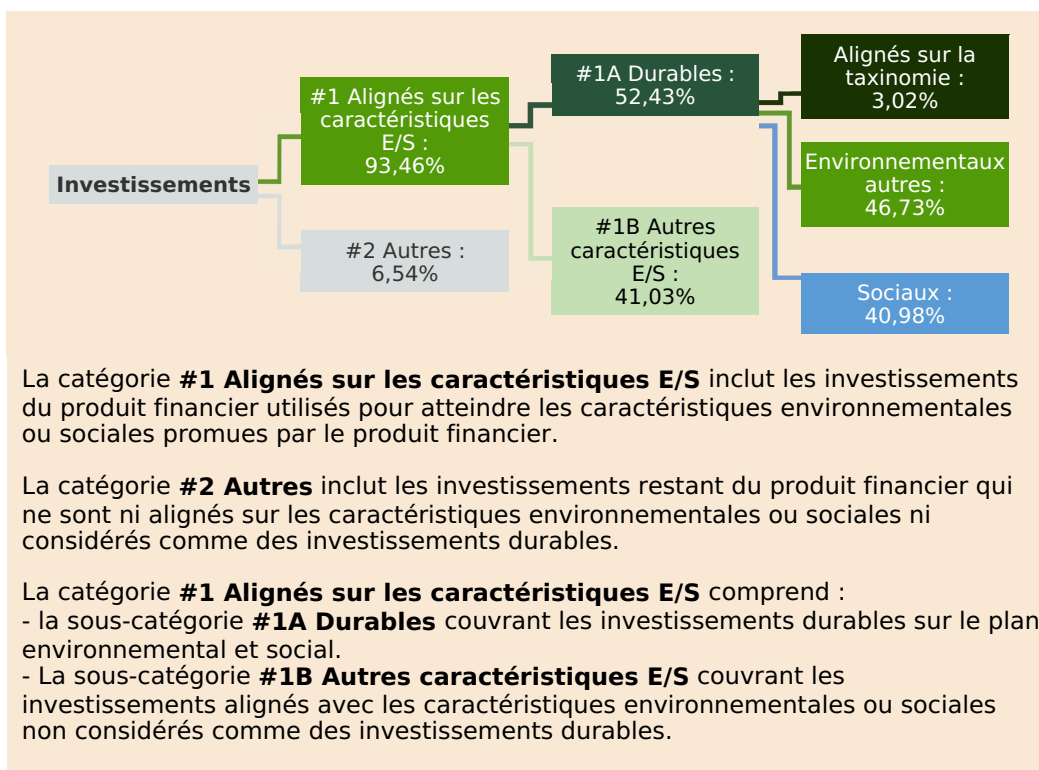 Investissements
#1 Alignés sur les
caractéristiques
E/S :
93,46%
#2 Autres :
6,54%
#1A Durables :
52,43%
#1B Autres
caractéristiques
E/S :
41,03%
Alignés sur la
taxinomie :
3,02%
Environnementaux
autres :
46,73%
Sociaux :
40,98%
La catégorie #1 Alignés sur les caractéristiques E/S inclut les investissements
du produit financier utilisés pour atteindre les caractéristiques environnementales
ou sociales promues par le produit financier.
La catégorie #2 Autres inclut les investissements restant du produit financier qui
ne sont ni alignés sur les caractéristiques environnementales ou sociales ni
considérés comme des investissements durables.
La catégorie #1 Alignés sur les caractéristiques E/S comprend :
- la sous-catégorie #1A Durables couvrant les investissements durables sur le plan
environnemental et social.
- La sous-catégorie #1B Autres caractéristiques E/S couvrant les
investissements alignés avec les caractéristiques environnementales ou sociales
non considérés comme des investissements durables.